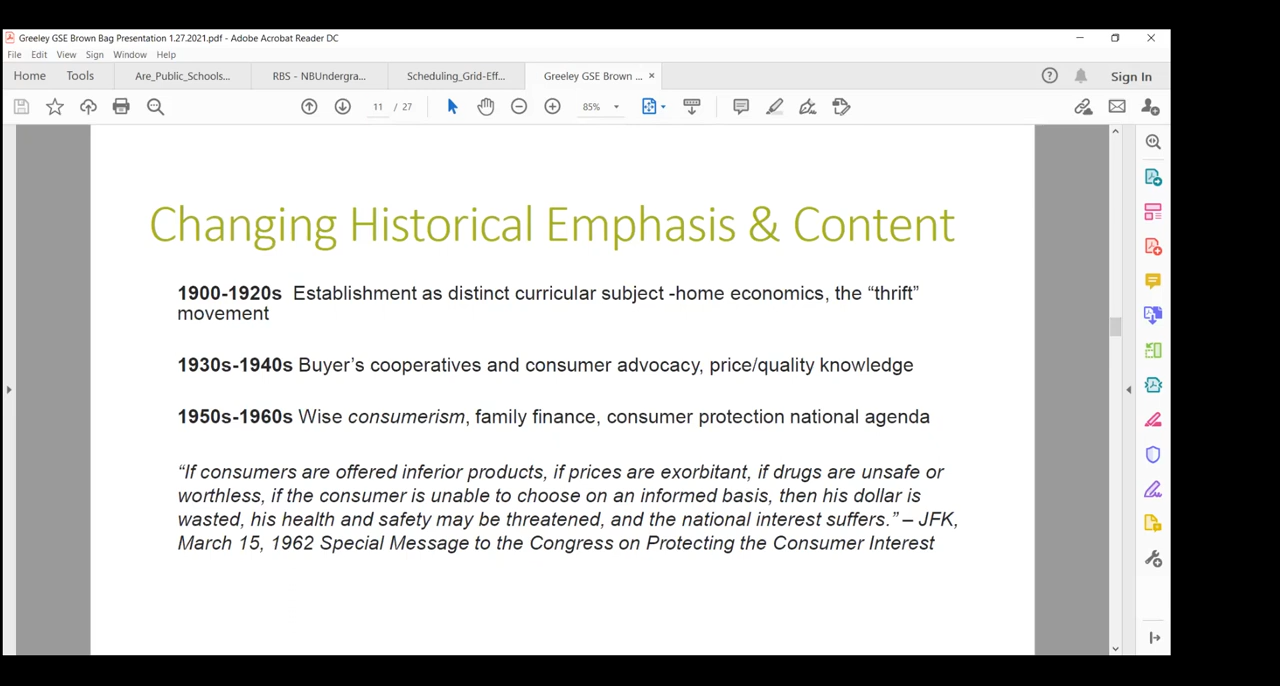 Greeley GSE Brown Bag Presentation 1.27.2021.pdf - Adobe Acrobat Reader DC
File Edit View Sign Window Help
Home Tools Are_Public_Schools... RBS - NBUndergra... Scheduling_Grid-Eff... Greeley GSE Brown ... × Sign In
11 / 27 85%
Changing Historical Emphasis & Content
1900-1920s Establishment as distinct curricular subject -home economics, the “thrift”
movement
1930s-1940s Buyer’s cooperatives and consumer advocacy, price/quality knowledge
1950s-1960s Wise consumerism, family finance, consumer protection national agenda
“If consumers are offered inferior products, if prices are exorbitant, if drugs are unsafe or
worthless, if the consumer is unable to choose on an informed basis, then his dollar is
wasted, his health and safety may be threatened, and the national interest suffers.” – JFK,
March 15, 1962 Special Message to the Congress on Protecting the Consumer Interest